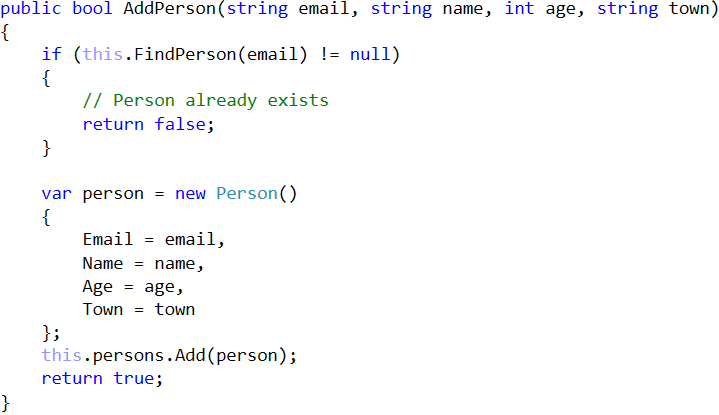 public bool AddPerson(string email, string name, int age, string town)
{
    if (this.FindPerson(email) != null)
    {
        // Person already exists
        return false;
    }

    var person = new Person()
    {
        Email = email,
        Name = name,
        Age = age,
        Town = town
    };
    this.persons.Add(person);
    return true;
}